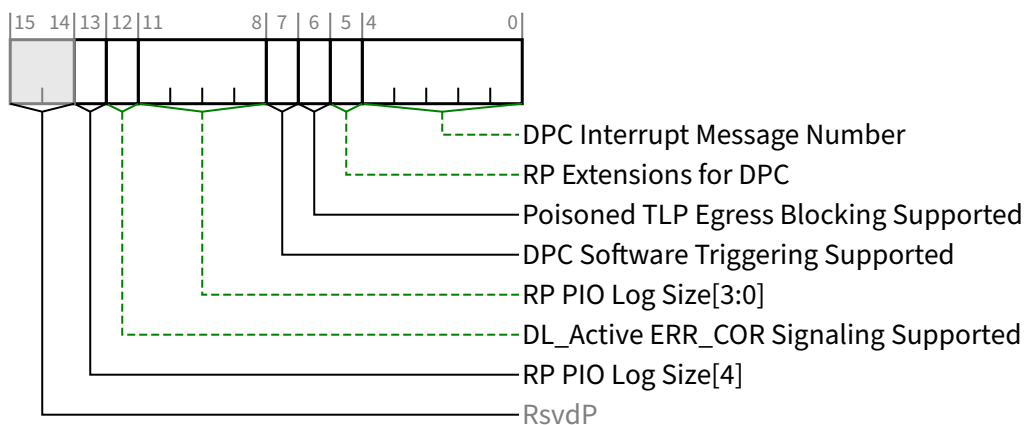 15 14 13 12 11 8 7 6 5 4 0
DPC Interrupt Message Number
RP Extensions for DPC
Poisoned TLP Egress Blocking Supported
DPC Software Triggering Supported
RP PIO Log Size[3:0]
DL_Active ERR_COR Signaling Supported
RP PIO Log Size[4]
RsvdP